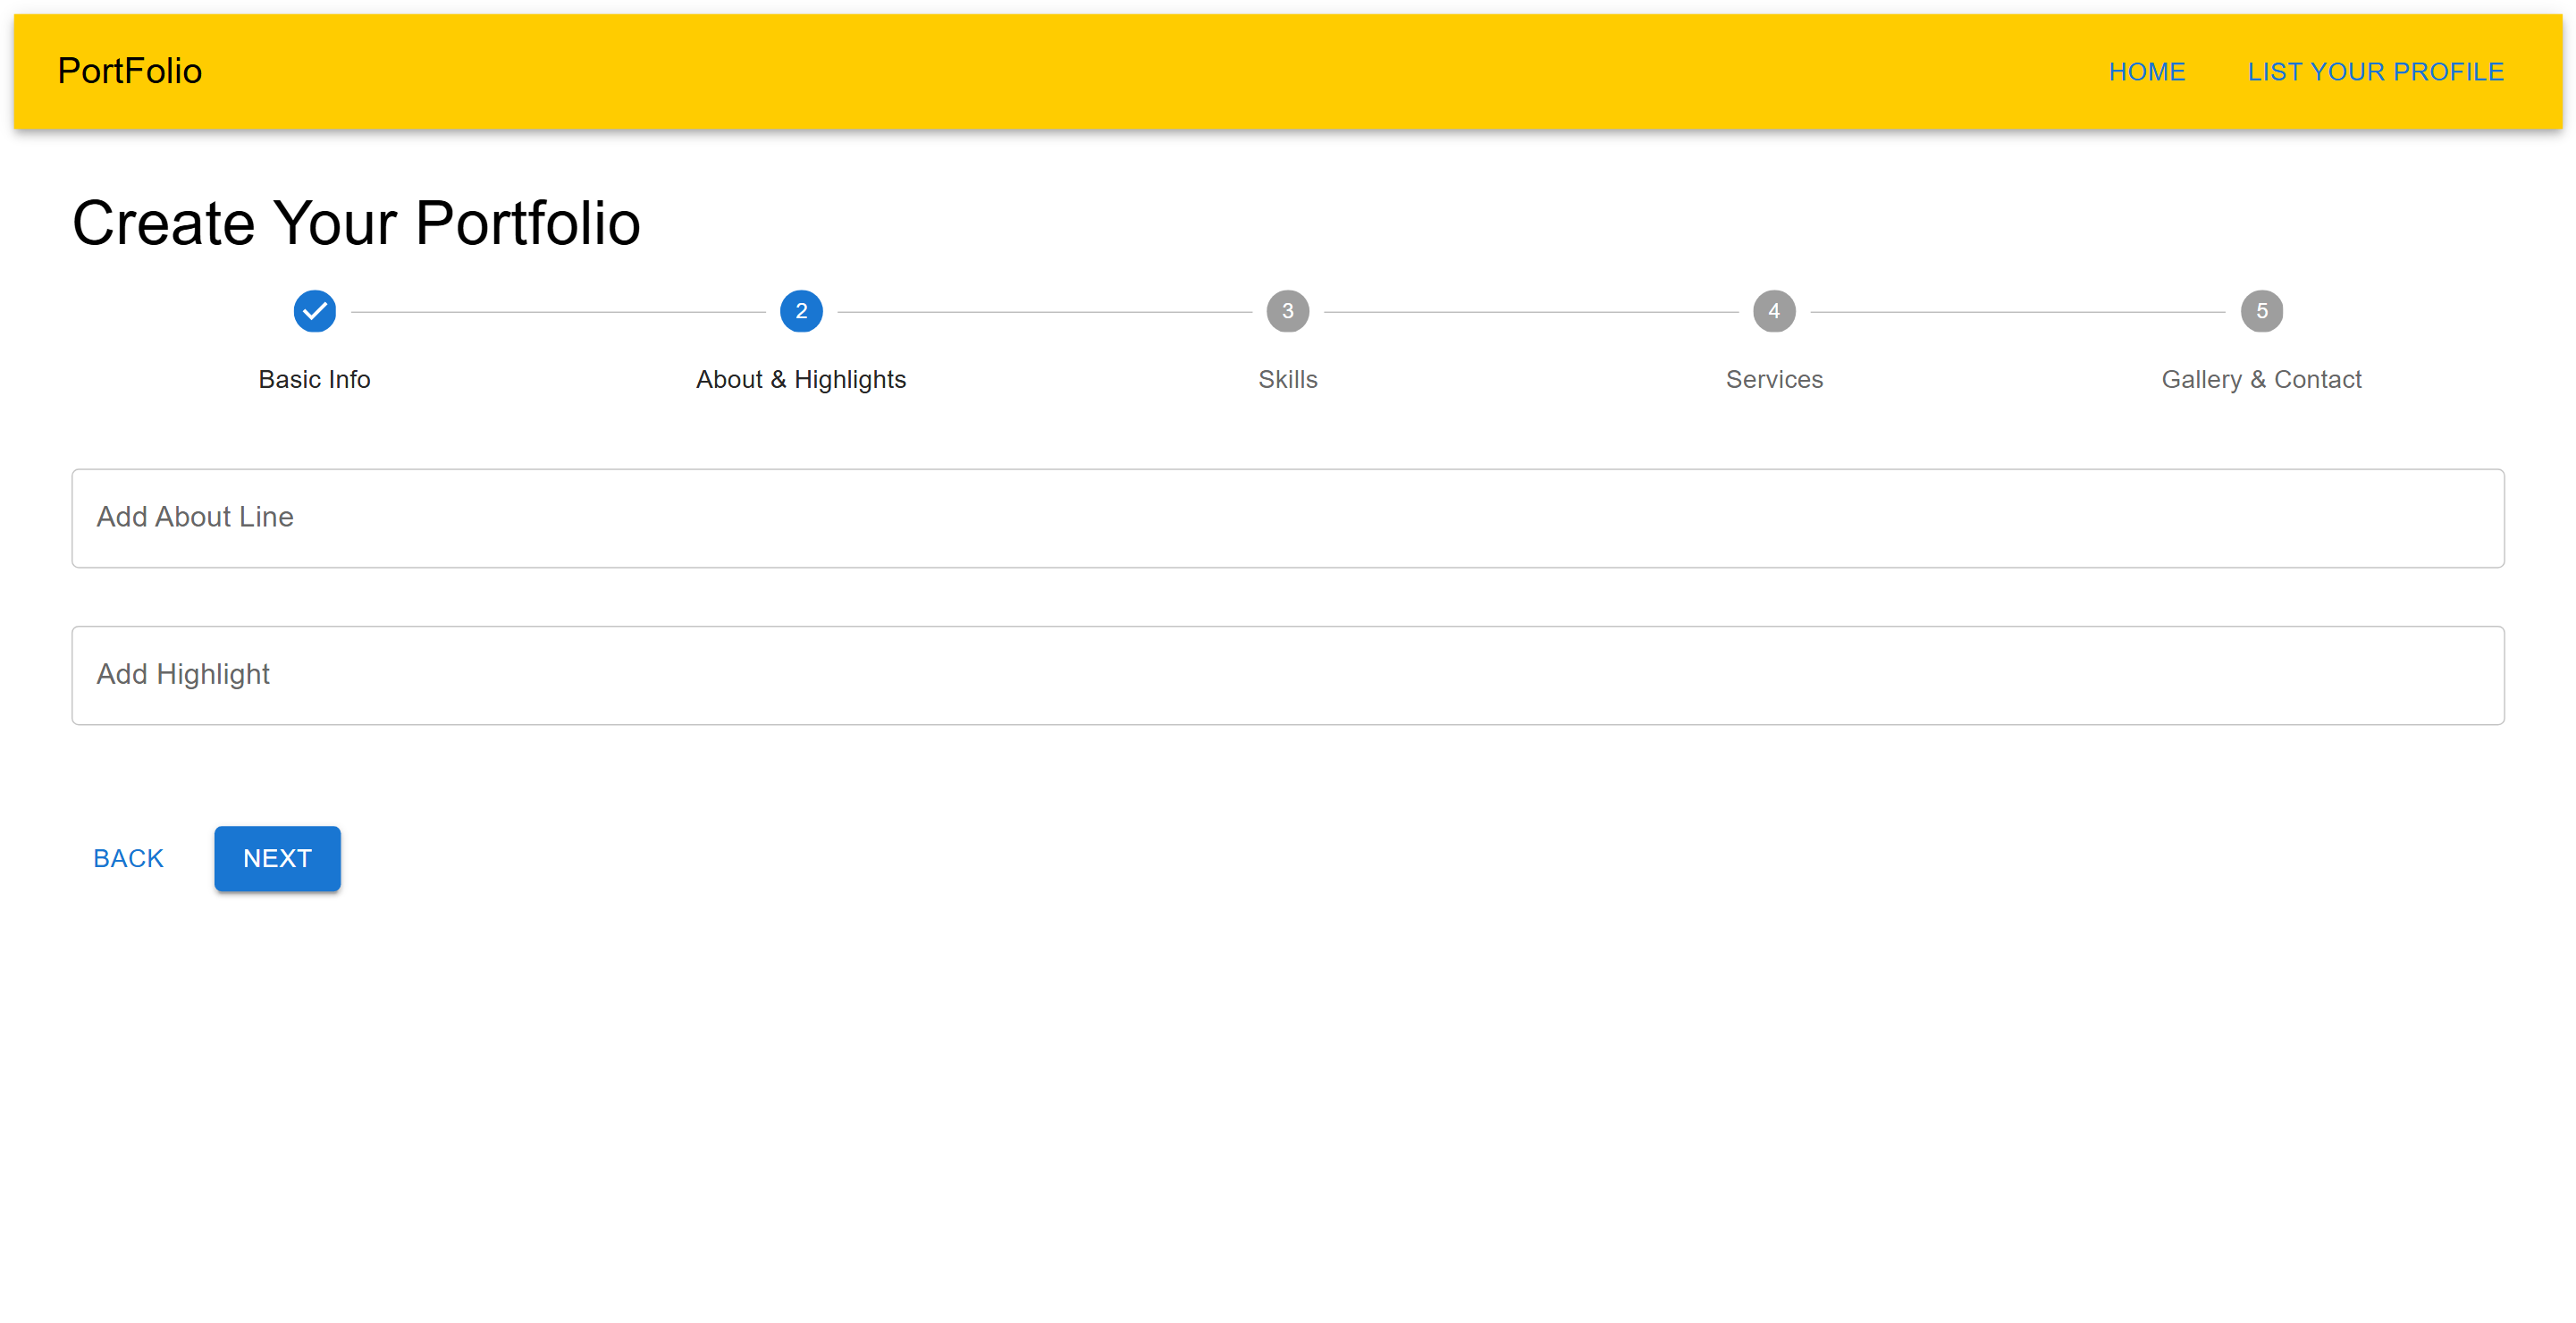 PortFolio
HOME LIST YOUR PROFILE
Create Your Portfolio
2 3 4 5
Basic Info About & Highlights Skills Services Gallery & Contact
Add About Line
Add Highlight
BACK NEXT